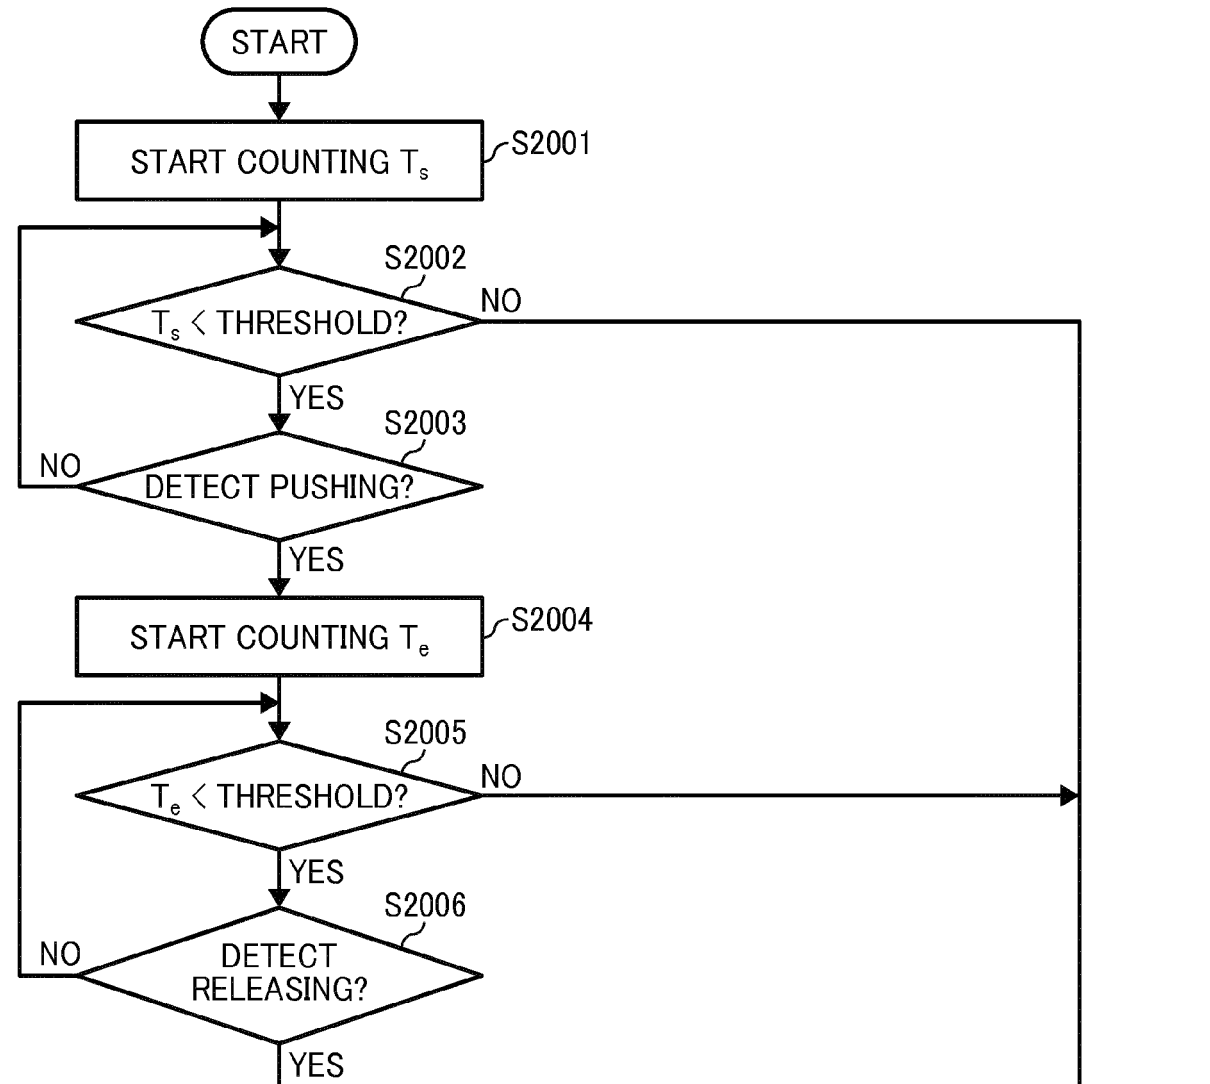 START
START COUNTING Ts
S2001
S2002
Ts < THRESHOLD?
NO
YES
S2003
NO
DETECT PUSHING?
YES
START COUNTING Te
S2004
S2005
Te < THRESHOLD?
NO
YES
S2006
NO
DETECT
RELEASING?
YES